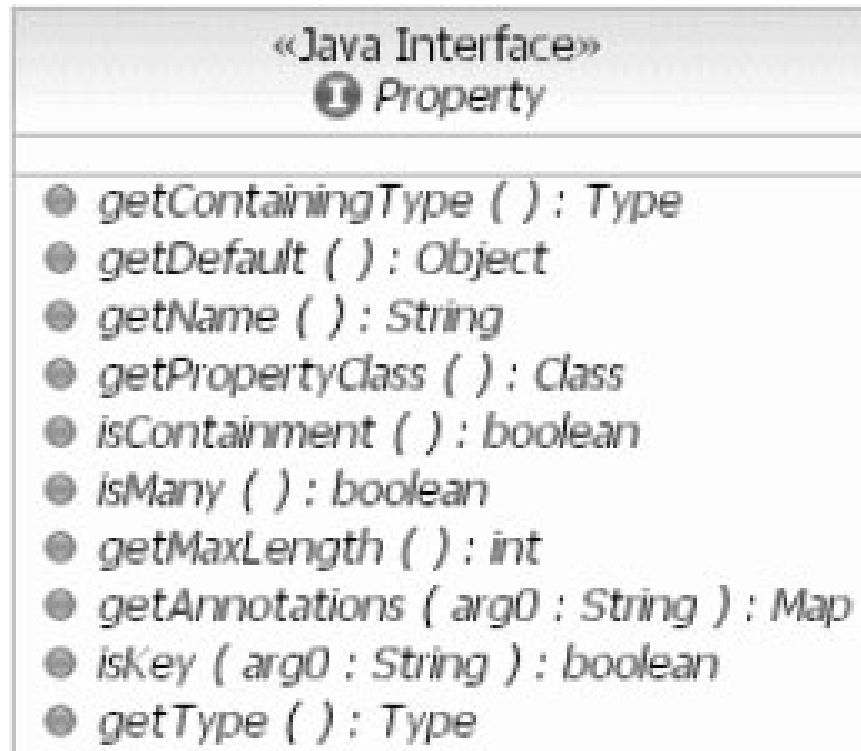 «Java Interface»
I Property
getContainingType ( ) : Type
getDefault ( ) : Object
getName ( ) : String
getPropertyClass ( ) : Class
isContainment ( ) : boolean
isMany ( ) : boolean
getMaxLength ( ) : int
getAnnotations ( arg0 : String ) : Map
isKey ( arg0 : String ) : boolean
getType ( ) : Type